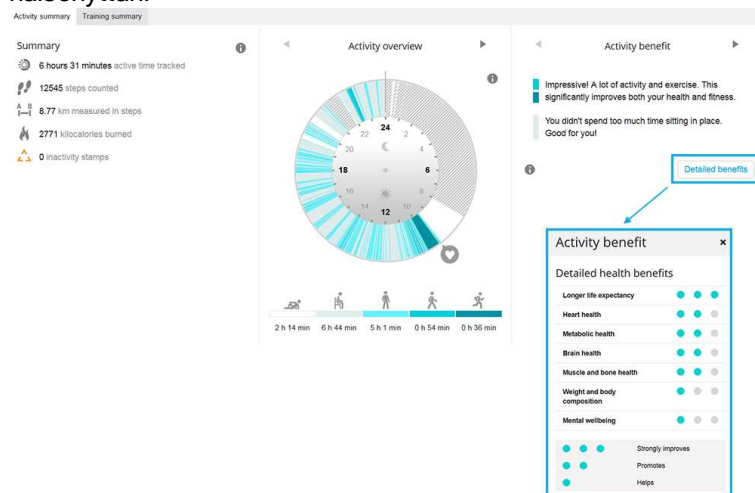 Activity summary Training summary
Summary
6 hours 31 minutes active time tracked
12545 steps counted
A B 8.77 km measured in steps
2771 kilocalories burned
0 inactivity stamps
Activity overview
24
22 2
20 4
18 6
16 8
14 10
12
2 h 14 min 6 h 44 min 5 h 1 min 0 h 54 min 0 h 36 min
Activity benefit
Impressive! A lot of activity and exercise. This
significantly improves both your health and fitness.
You didn't spend too much time sitting in place.
Good for you!
Detailed benefits
Activity benefit ×
Detailed health benefits
Longer life expectancy
Heart health
Metabolic health
Brain health
Muscle and bone health
Weight and body
composition
Mental wellbeing
Strongly improves
Promotes
Helps